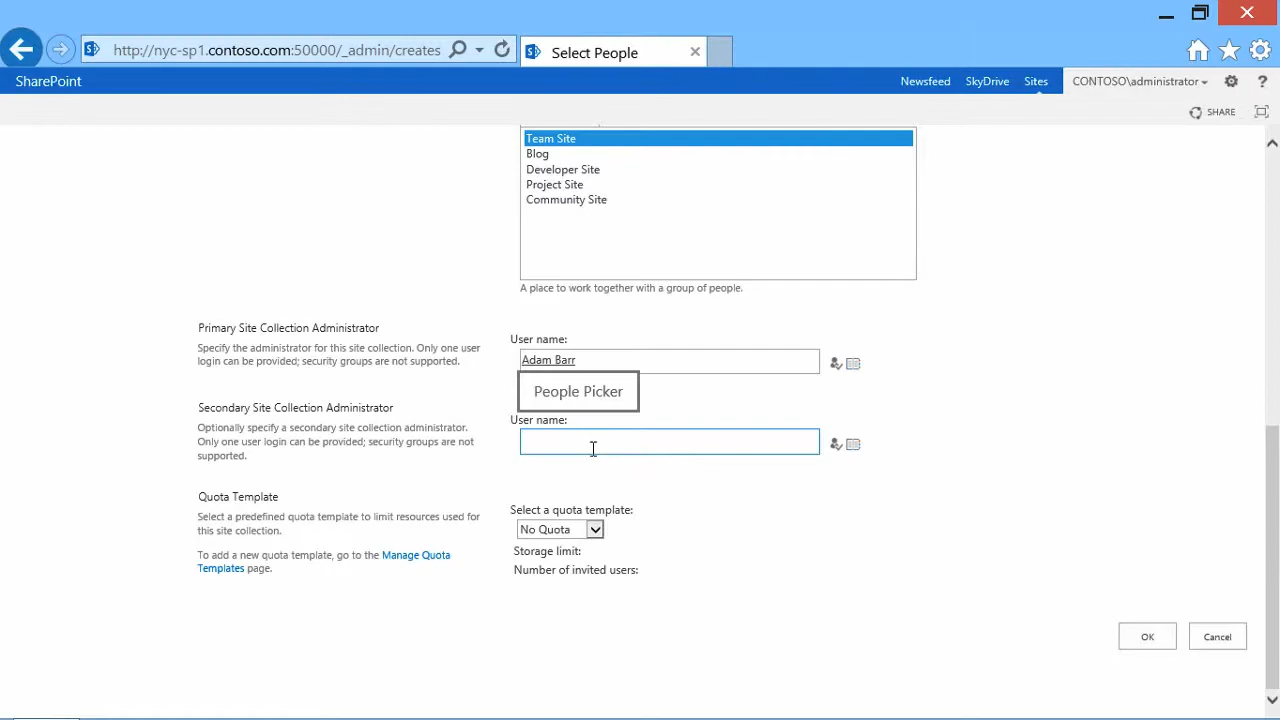 http://nyc-sp1.contoso.com:50000/_admin/creates
Select People
SharePoint
Newsfeed
SkyDrive
Sites
CONTOSO\administrator
SHARE
Team Site
Blog
Developer Site
Project Site
Community Site
A place to work together with a group of people.
Primary Site Collection Administrator
Specify the administrator for this site collection. Only one user
login can be provided; security groups are not supported.
User name:
Adam Barr
People Picker
Secondary Site Collection Administrator
Optionally specify a secondary site collection administrator.
Only one user login can be provided; security groups are not
supported.
User name:
Quota Template
Select a predefined quota template to limit resources used for
this site collection.
To add a new quota template, go to the Manage Quota
Templates page.
Select a quota template:
No Quota
Storage limit:
Number of invited users:
OK
Cancel